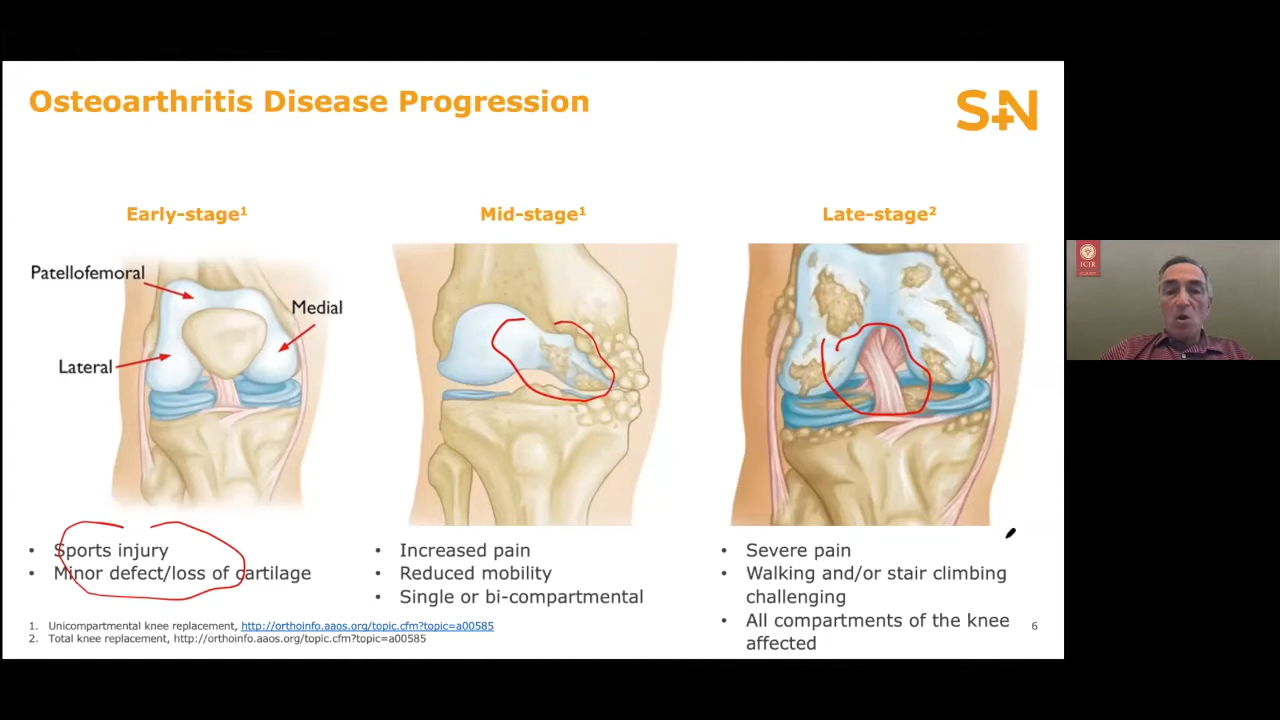 Osteoarthritis Disease Progression
S+N
Early-stage¹
Mid-stage¹
Late-stage²
Patellofemoral
Medial
Lateral
• Sports injury
• Minor defect/loss of cartilage
• Increased pain
• Reduced mobility
• Single or bi-compartmental
• Severe pain
• Walking and/or stair climbing
challenging
• All compartments of the knee
affected
1. Unicompartmental knee replacement, http://orthoinfo.aaos.org/topic.cfm?topic=a00585
2. Total knee replacement, http://orthoinfo.aaos.org/topic.cfm?topic=a00585
6
ICJR